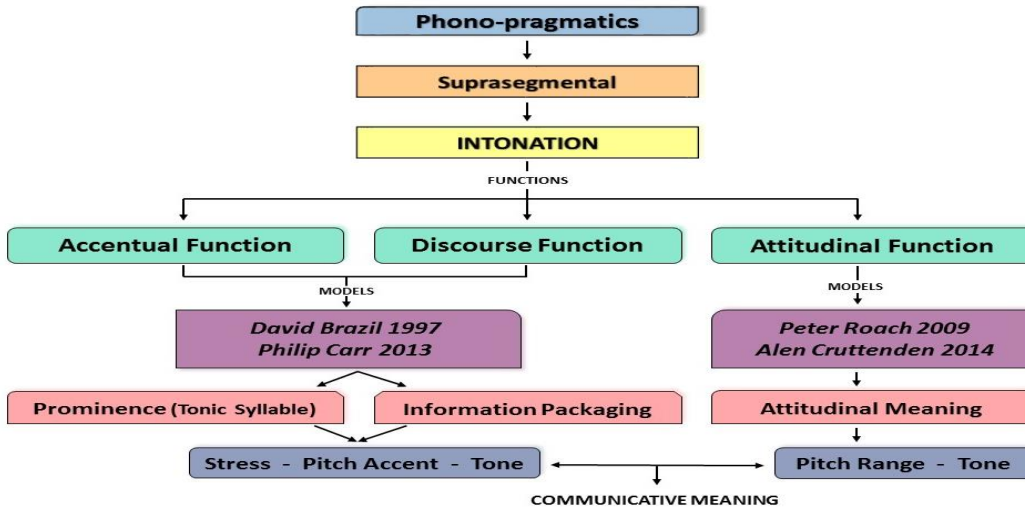 Phono-pragmatics
Suprasegmental
INTONATION
FUNCTIONS
Accentual Function
Discourse Function
Attitudinal Function
MODELS
MODELS
David Brazil 1997
Philip Carr 2013
Peter Roach 2009
Alen Cruttenden 2014
Prominence (Tonic Syllable)
Information Packaging
Attitudinal Meaning
Stress - Pitch Accent - Tone
Pitch Range - Tone
COMMUNICATIVE MEANING